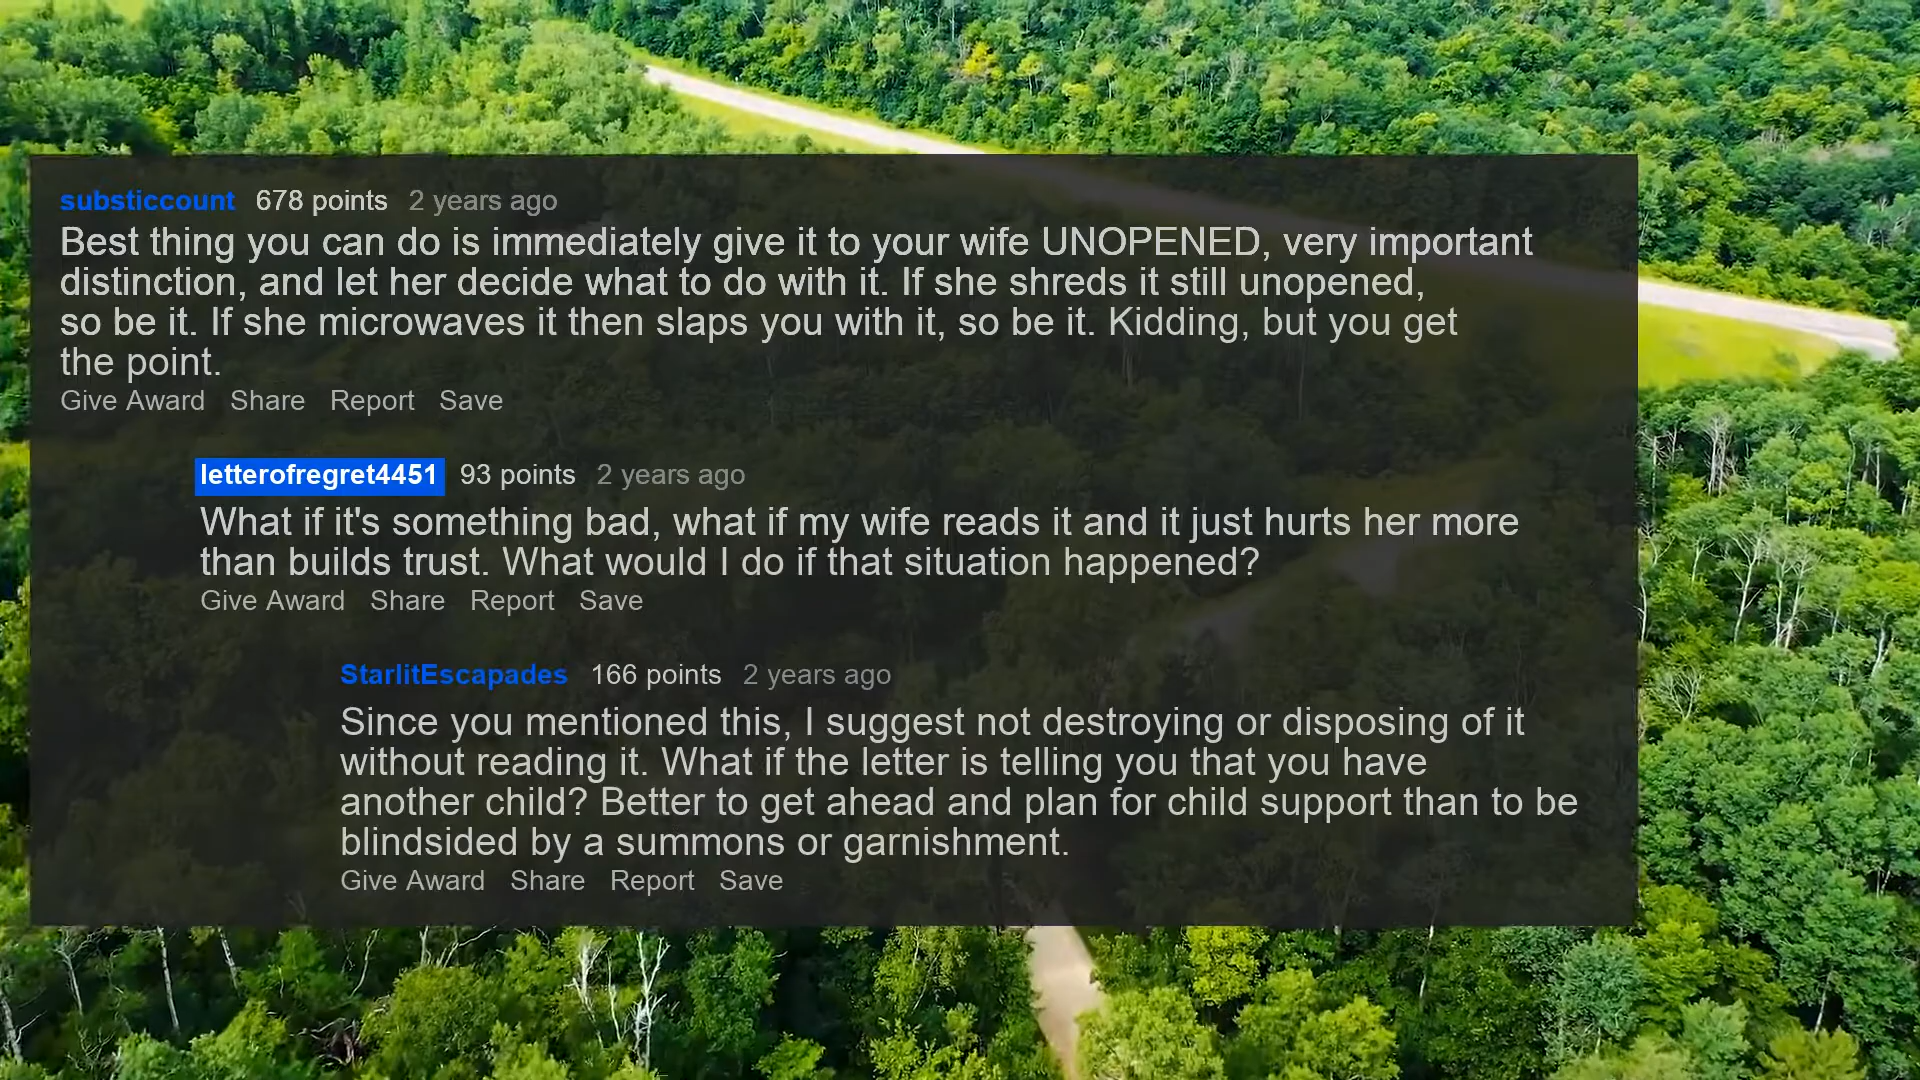 substiccount 678 points 2 years ago
Best thing you can do is immediately give it to your wife UNOPENED, very important
distinction, and let her decide what to do with it. If she shreds it still unopened,
so be it. If she microwaves it then slaps you with it, so be it. Kidding, but you get
the point.
Give Award Share Report Save
letterofregret4451 93 points 2 years ago
What if it's something bad, what if my wife reads it and it just hurts her more
than builds trust. What would I do if that situation happened?
Give Award Share Report Save
StarlitEscapades 166 points 2 years ago
Since you mentioned this, I suggest not destroying or disposing of it
without reading it. What if the letter is telling you that you have
another child? Better to get ahead and plan for child support than to be
blindsided by a summons or garnishment.
Give Award Share Report Save